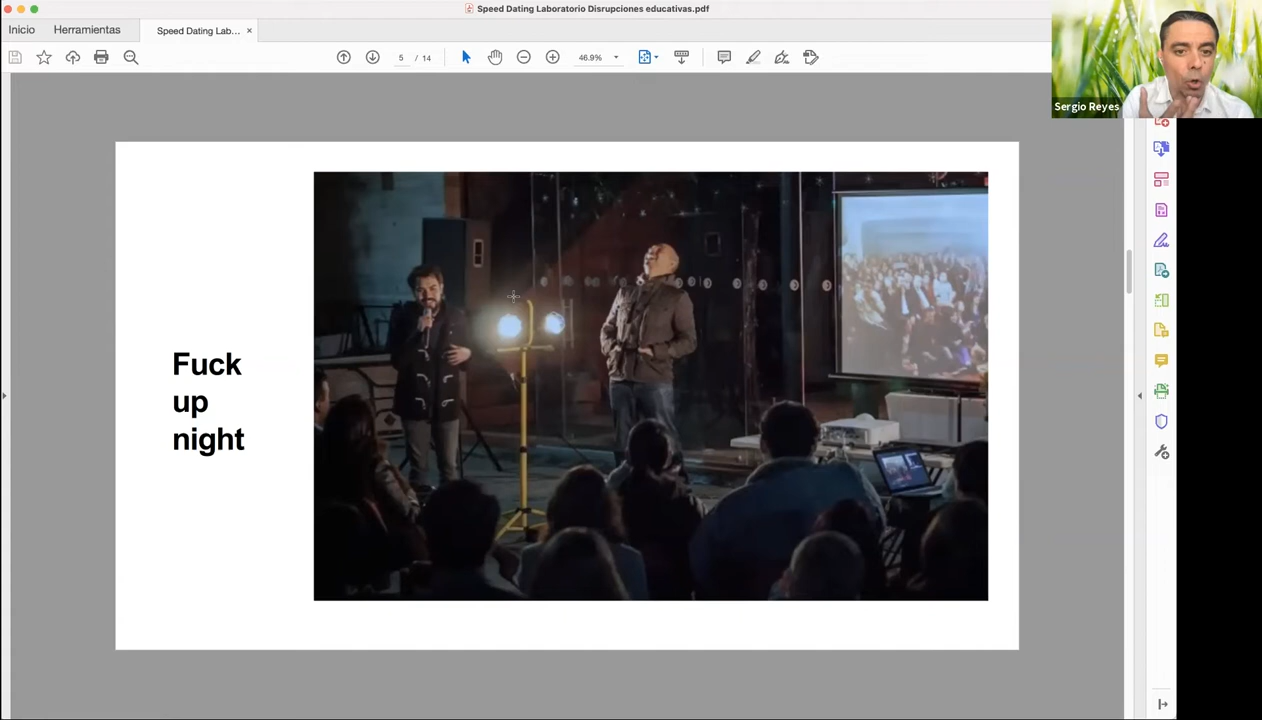 Speed Dating Laboratorio Disrupciones educativas.pdf
Inicio
Herramientas
Speed Dating Lab...
5 / 14
46.9%
Sergio Reyes
Fuck
up
night